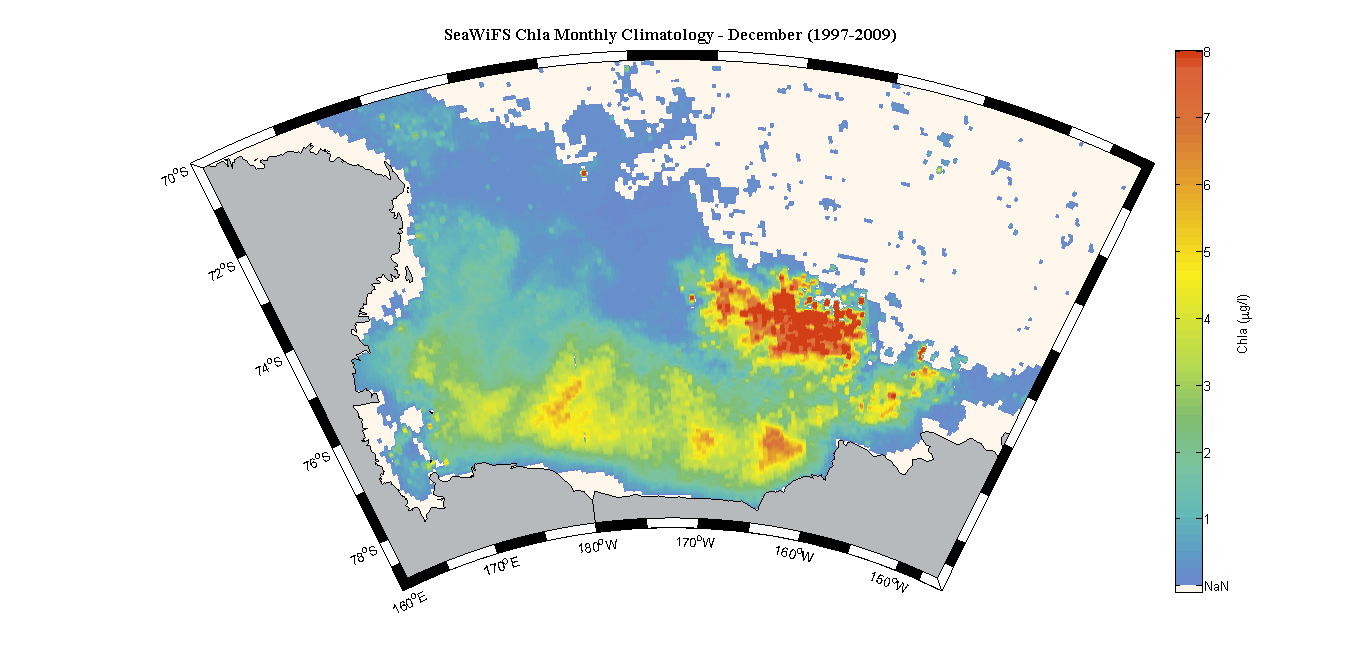 SeaWiFS Chla Monthly Climatology - December (1997-2009)
8
7
6
5
4
3
2
1
NaN
Chla (µg/l)
70°S
72°S
74°S
76°S
78°S
160°E
170°E
180°W
170°W
160°W
150°W